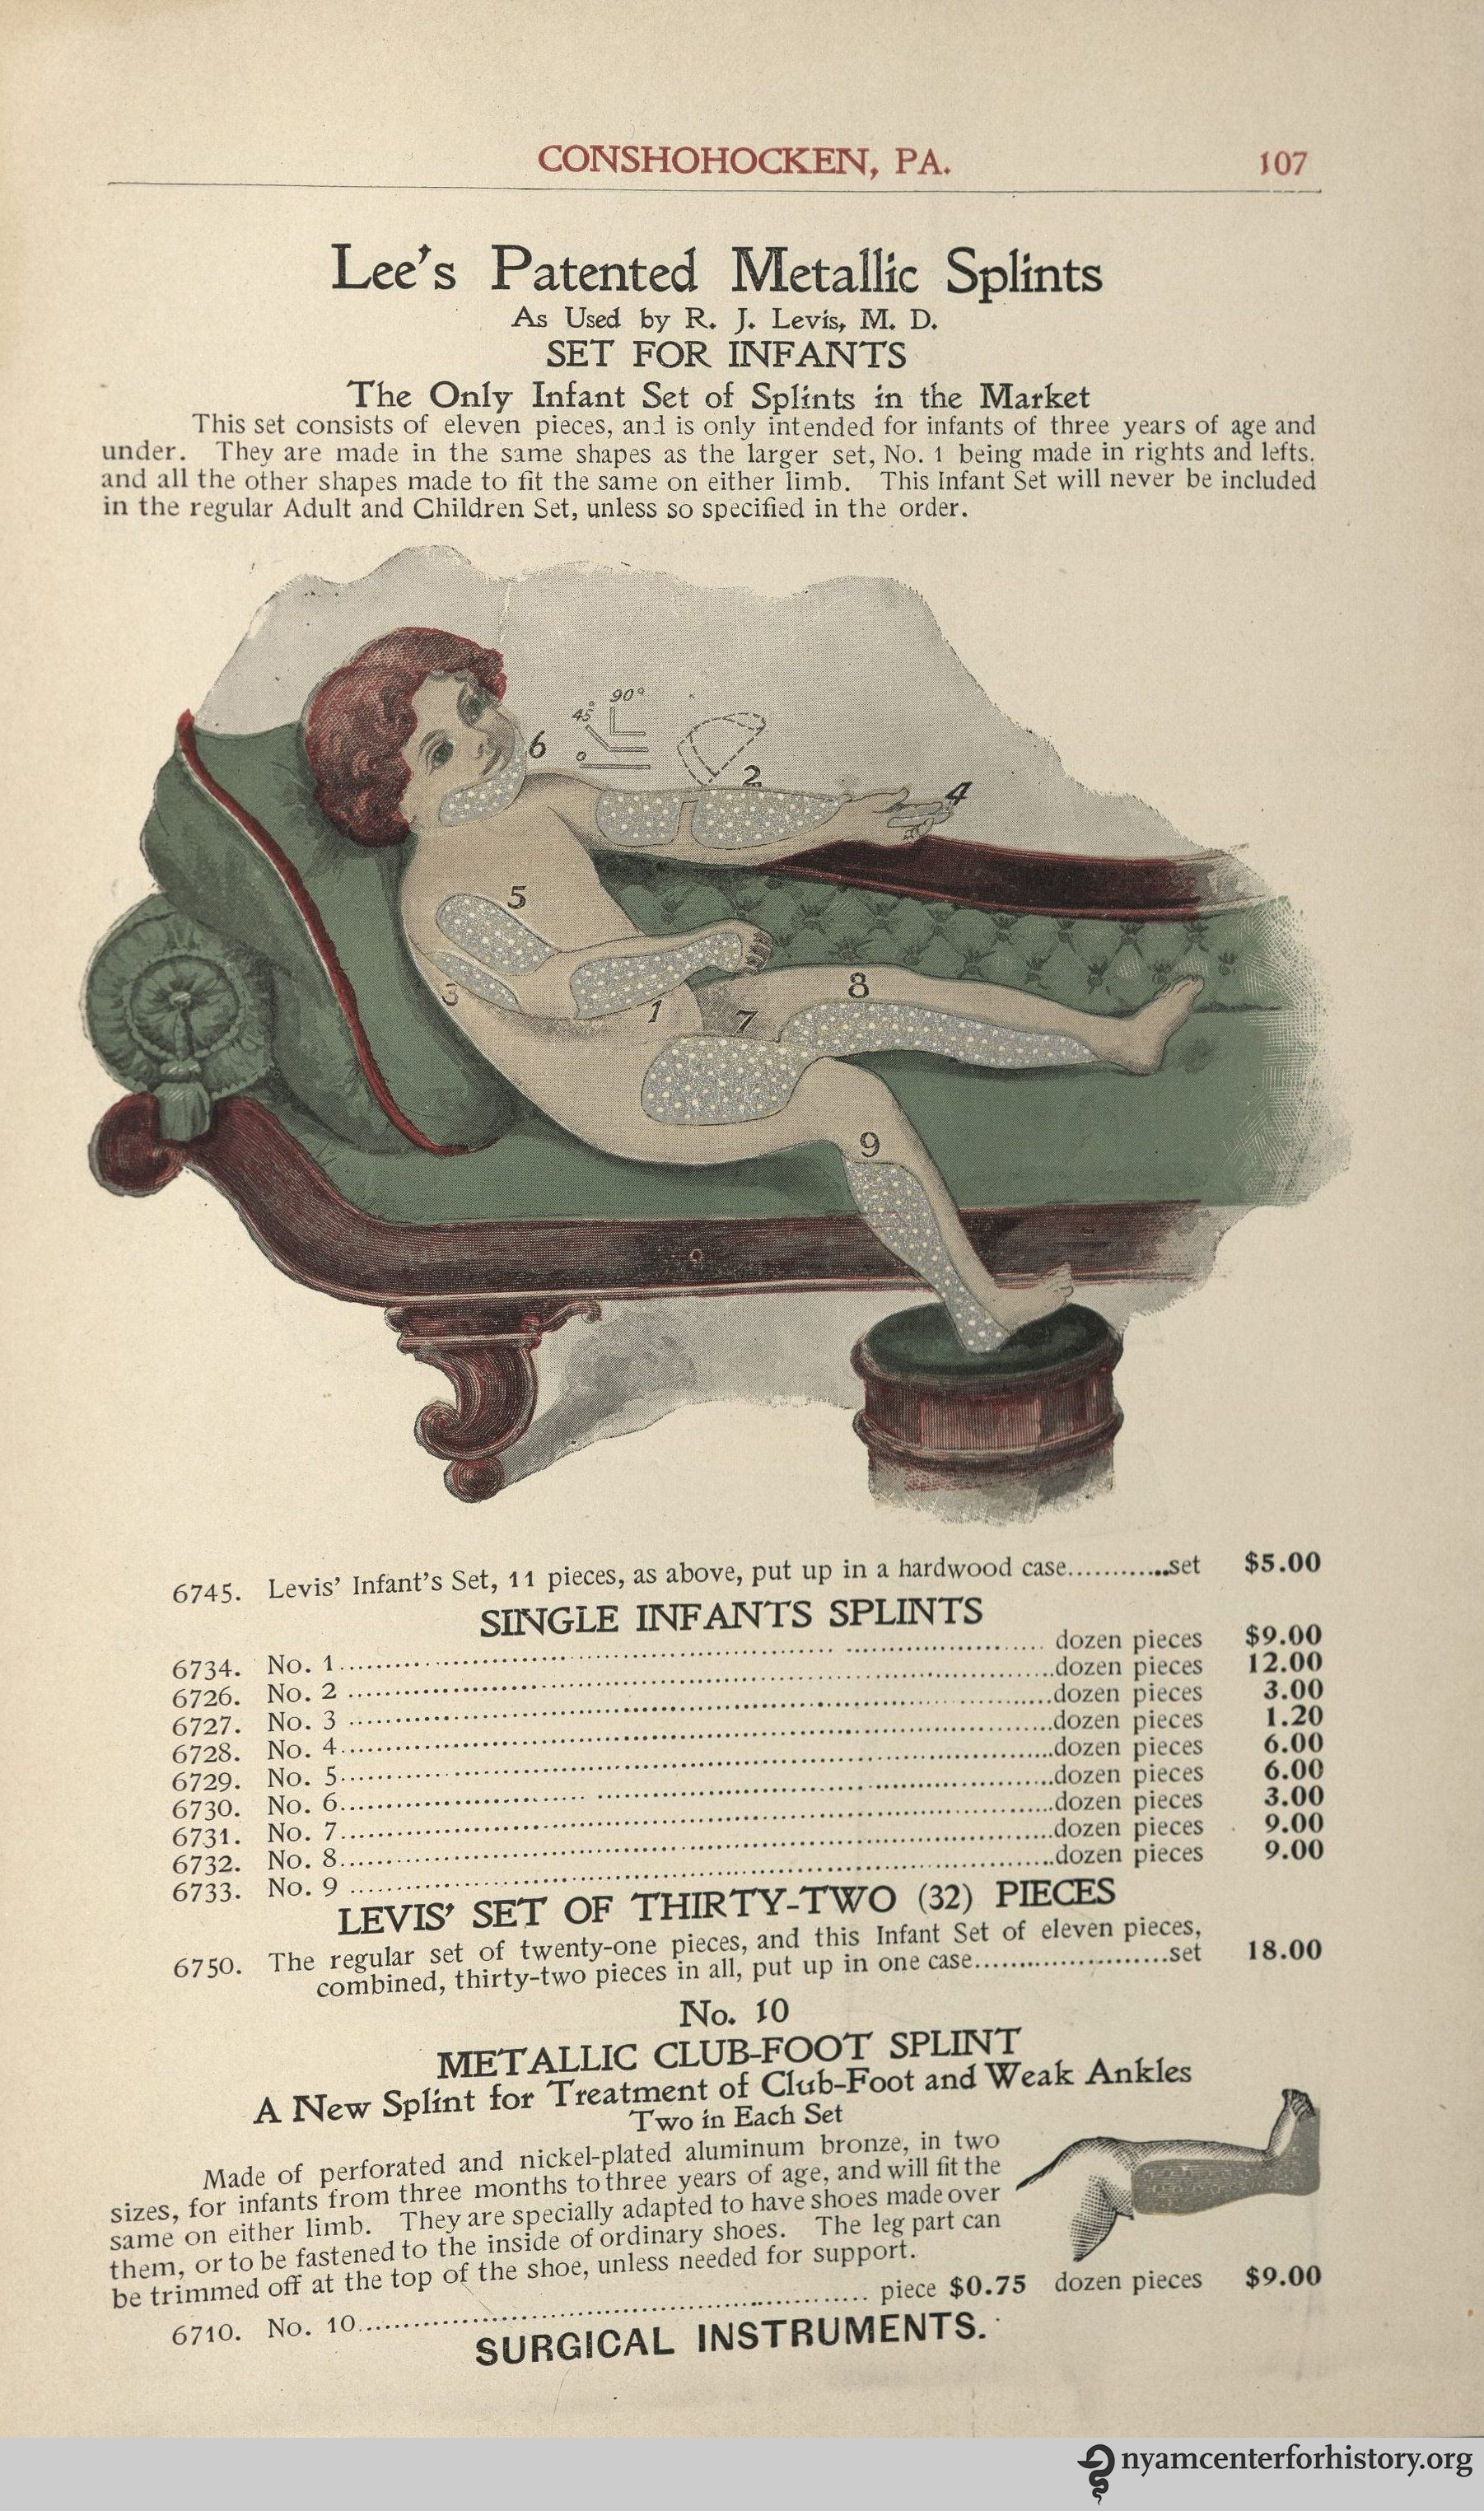 CONSHOHOCKEN, PA. 107
Lee's Patented Metallic Splints
As Used by R. J. Levis, M. D.
SET FOR INFANTS
The Only Infant Set of Splints in the Market
This set consists of eleven pieces, and is only intended for infants of three years of age and
under. They are made in the same shapes as the larger set, No. 1 being made in rights and lefts,
and all the other shapes made to fit the same on either limb. This Infant Set will never be included
in the regular Adult and Children Set, unless so specified in the order.
90°
45°
0
6
2
4
5
3
1
8
7
9
6745. Levis' Infant's Set, 11 pieces, as above, put up in a hardwood case............set $5.00
SINGLE INFANTS SPLINTS
6734. No. 1........ dozen pieces $9.00
6726. No. 2 ........dozen pieces 12.00
6727. No. 3 ........dozen pieces 3.00
6728. No. 4........dozen pieces 1.20
6729. No. 5........dozen pieces 6.00
6730. No. 6........dozen pieces 6.00
6731. No. 7........dozen pieces 3.00
6732. No. 8........dozen pieces 9.00
6733. No. 9 ........dozen pieces 9.00
LEVIS' SET OF THIRTY-TWO (32) PIECES
6750. The regular set of twenty-one pieces, and this Infant Set of eleven pieces,
combined, thirty-two pieces in all, put up in one case........set 18.00
No. 10
METALLIC CLUB-FOOT SPLINT
A New Splint for Treatment of Club-Foot and Weak Ankles
Two in Each Set
Made of perforated and nickel-plated aluminum bronze, in two
sizes, for infants from three months to three years of age, and will fit the
same on either limb. They are specially adapted to have shoes made over
them, or to be fastened to the inside of ordinary shoes. The leg part can
be trimmed off at the top of the shoe, unless needed for support.
6710. No. 10........ piece $0.75 dozen pieces $9.00
SURGICAL INSTRUMENTS.
nyamcenterforhistory.org